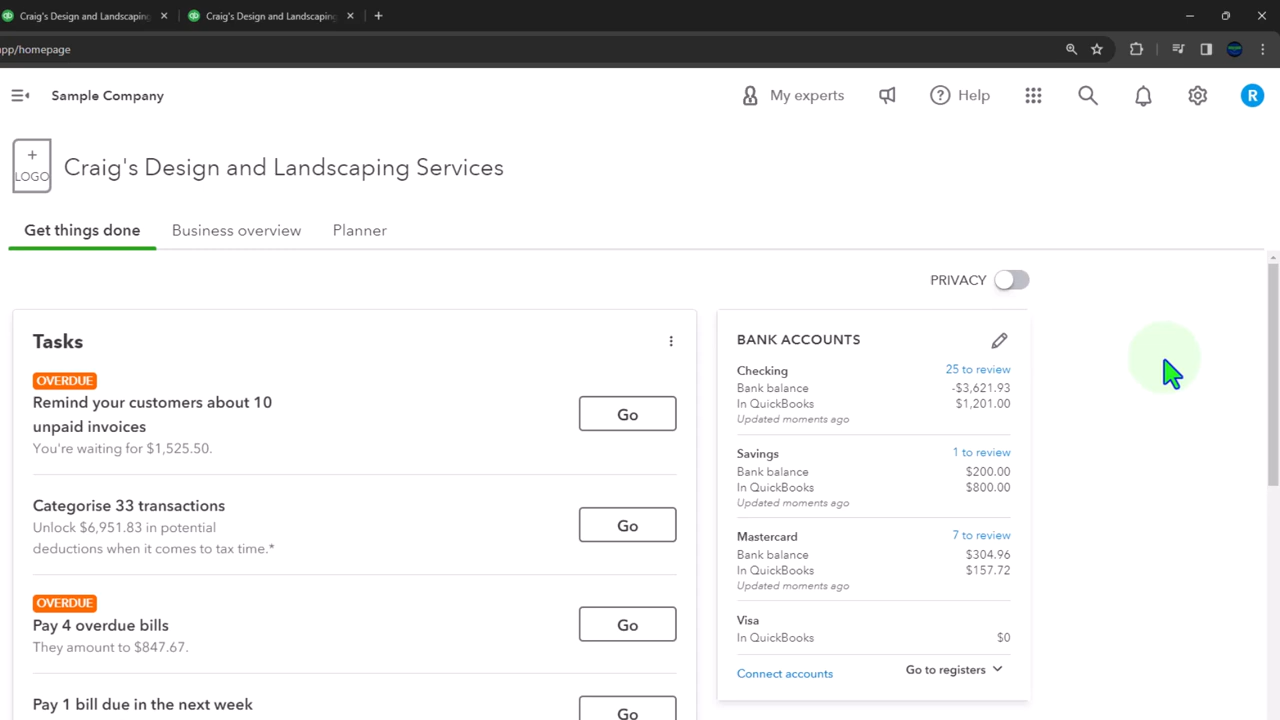 Craig's Design and Landscaping
Craig's Design and Landscaping
app/homepage
Sample Company
My experts
Help
R
+
LOGO
Craig's Design and Landscaping Services
Get things done
Business overview
Planner
PRIVACY
Tasks
OVERDUE
Remind your customers about 10
unpaid invoices
You're waiting for $1,525.50.
Go
Categorise 33 transactions
Unlock $6,951.83 in potential
deductions when it comes to tax time.*
Go
OVERDUE
Pay 4 overdue bills
They amount to $847.67.
Go
Pay 1 bill due in the next week
Go
BANK ACCOUNTS
Checking 25 to review
Bank balance -$3,621.93
In QuickBooks $1,201.00
Updated moments ago
Savings 1 to review
Bank balance $200.00
In QuickBooks $800.00
Updated moments ago
Mastercard 7 to review
Bank balance $304.96
In QuickBooks $157.72
Updated moments ago
Visa
In QuickBooks $0
Connect accounts Go to registers